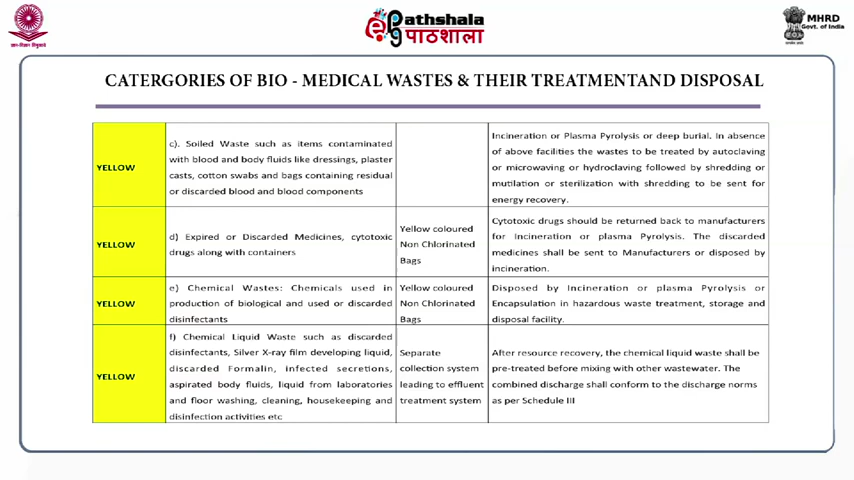 सत्यमेव जयते
e Pathshala
पाठशाला
MHRD
Govt. of India
CATERGORIES OF BIO - MEDICAL WASTES & THEIR TREATMENTAND DISPOSAL
YELLOW
c). Soiled Waste such as items contaminated
with blood and body fluids like dressings, plaster
casts, cotton swabs and bags containing residual
or discarded blood and blood components
Incineration or Plasma Pyrolysis or deep burial. In absence
of above facilities the wastes to be treated by autoclaving
or microwaving or hydroclaving followed by shredding or
mutilation or sterilization with shredding to be sent for
energy recovery.
YELLOW
d) Expired or Discarded Medicines, cytotoxic
drugs along with containers
Yellow coloured
Non Chlorinated
Bags
Cytotoxic drugs should be returned back to manufacturers
for Incineration or plasma Pyrolysis. The discarded
medicines shall be sent to Manufacturers or disposed by
incineration.
YELLOW
e) Chemical Wastes: Chemicals used in
production of biological and used or discarded
disinfectants
Yellow coloured
Non Chlorinated
Bags
Disposed by Incineration or plasma Pyrolysis or
Encapsulation in hazardous waste treatment, storage and
disposal facility.
YELLOW
f) Chemical Liquid Waste such as discarded
disinfectants, Silver X-ray film developing liquid,
discarded Formalin, infected secretions,
aspirated body fluids, liquid from laboratories
and floor washing, cleaning, housekeeping and
disinfection activities etc
Separate
collection system
leading to effluent
treatment system
After resource recovery, the chemical liquid waste shall be
pre-treated before mixing with other wastewater. The
combined discharge shall conform to the discharge norms
as per Schedule III